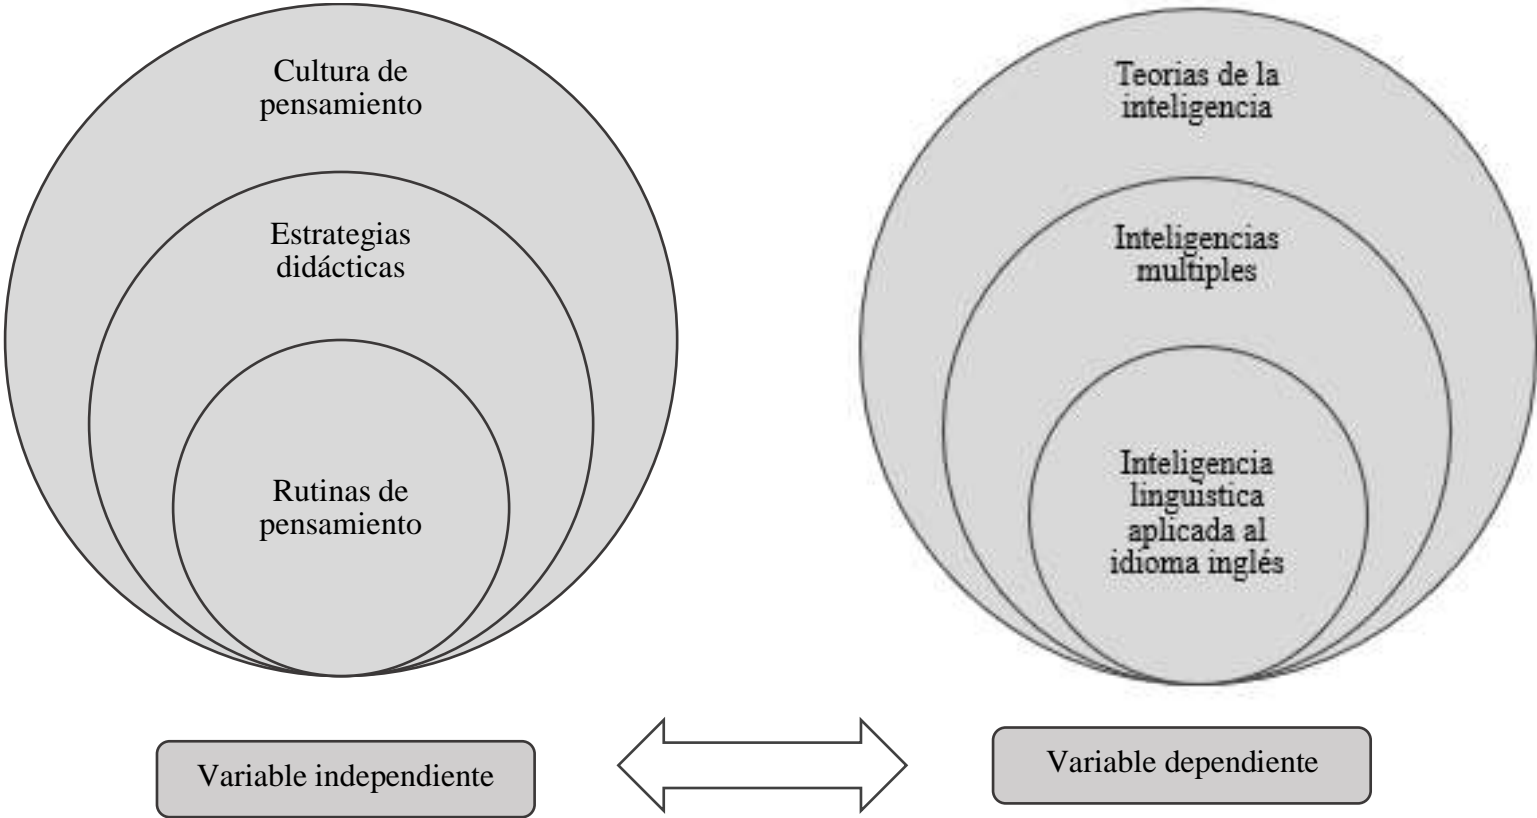 Cultura de
pensamiento
Estrategias
didácticas
Rutinas de
pensamiento
Teorias de la
inteligencia
Inteligencias
multiples
Inteligencia
linguistica
aplicada al
idioma inglés
Variable independiente
Variable dependiente